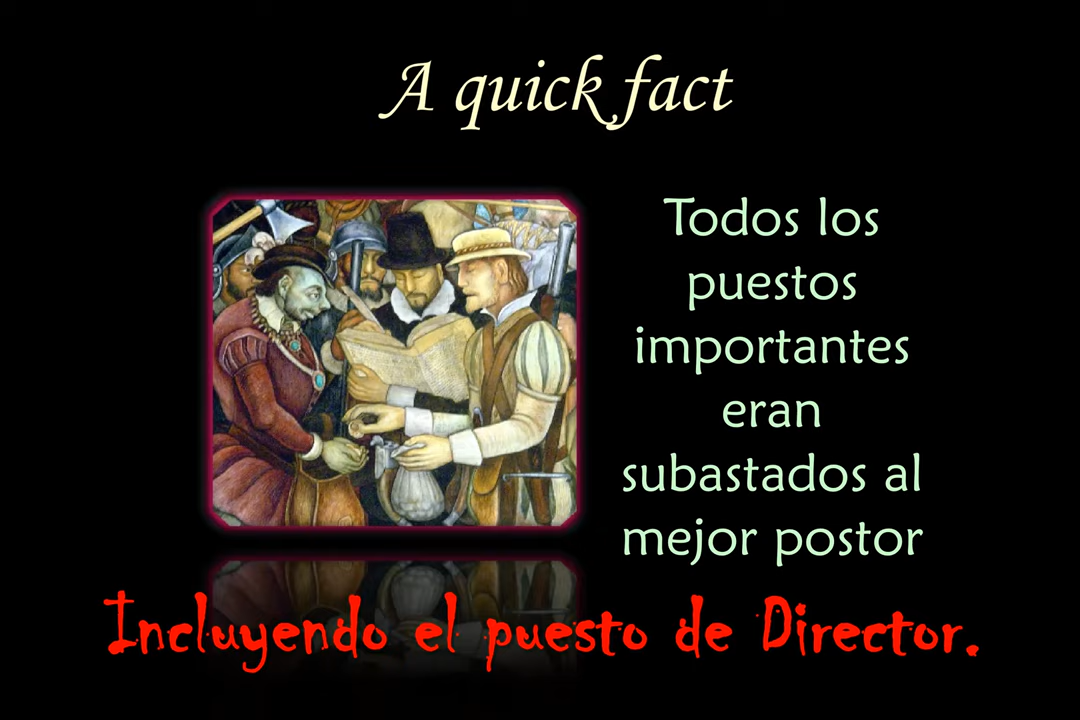 A quick fact
Todos los
puestos
importantes
eran
subastados al
mejor postor
Incluyendo el puesto de Director.